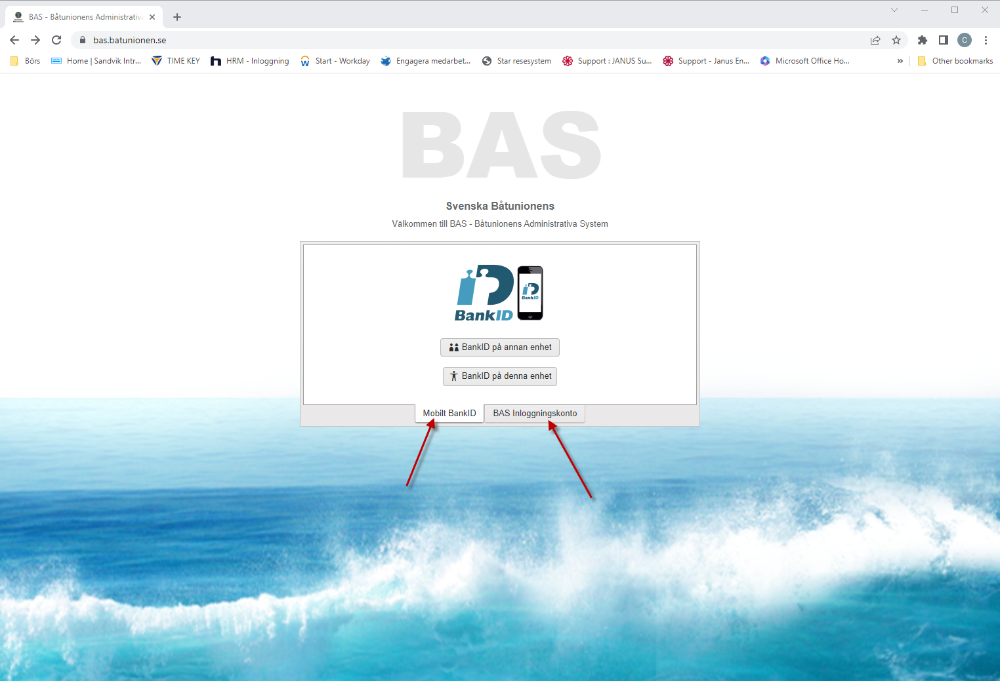 BAS - Båtunionens Administrativa
bas.batunionen.se
C
Börs
Home | Sandvik Intr...
TIME KEY
HRM - Inloggning
Start - Workday
Engagera medarbet...
Star resesystem
Support : JANUS Su...
Support - Janus En...
Microsoft Office Ho...
»
Other bookmarks
BAS
Svenska Båtunionens
Välkommen till BAS - Båtunionens Administrativa System
BankID
BankID
BankID på annan enhet
BankID på denna enhet
Mobilt BankID
BAS Inloggningskonto